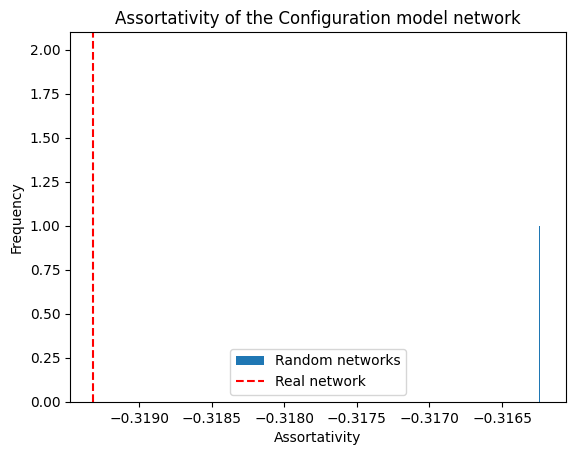 Assortativity of the Configuration model network
2.00
1.75
1.50
1.25
1.00
0.75
0.50
0.25
0.00
Frequency
Random networks
Real network
−0.3190 −0.3185 −0.3180 −0.3175 −0.3170 −0.3165
Assortativity